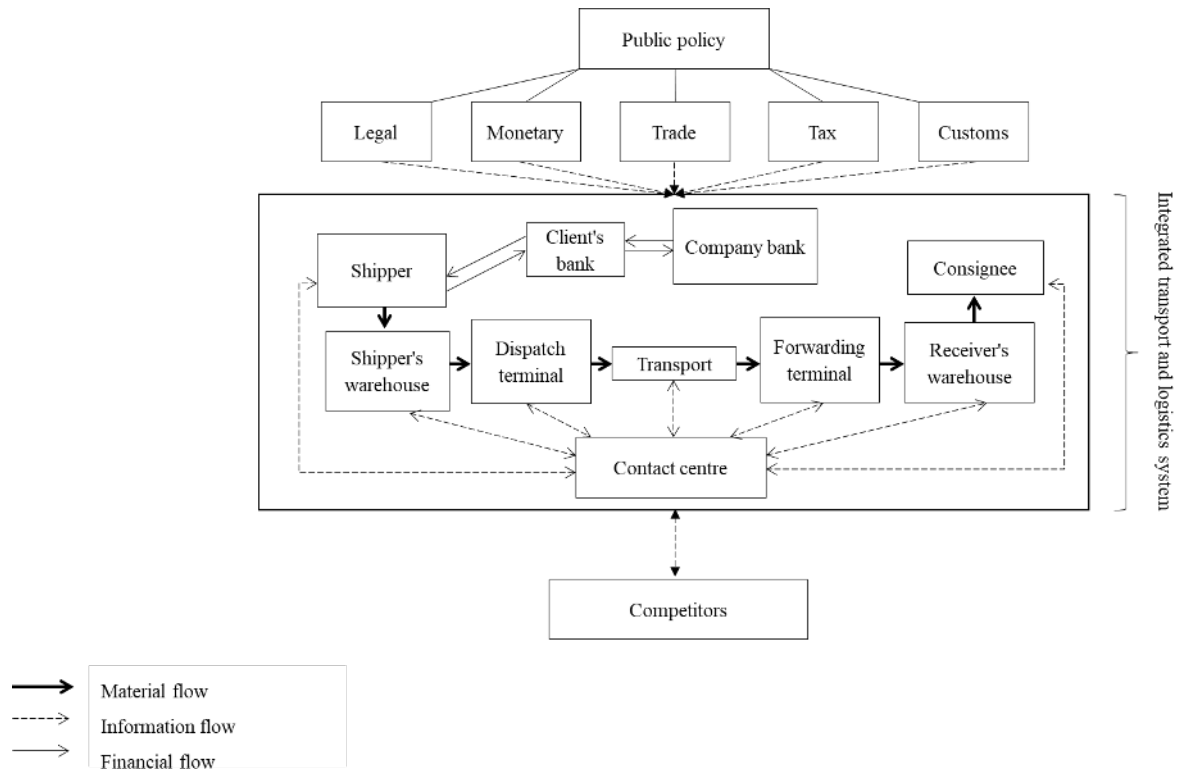 Public policy
Legal
Monetary
Trade
Tax
Customs
Client's
bank
Company bank
Shipper
Consignee
Shipper's
warehouse
Dispatch
terminal
Transport
Forwarding
terminal
Receiver's
warehouse
Contact centre
Integrated transport and logistics system
Competitors
Material flow
Information flow
Financial flow